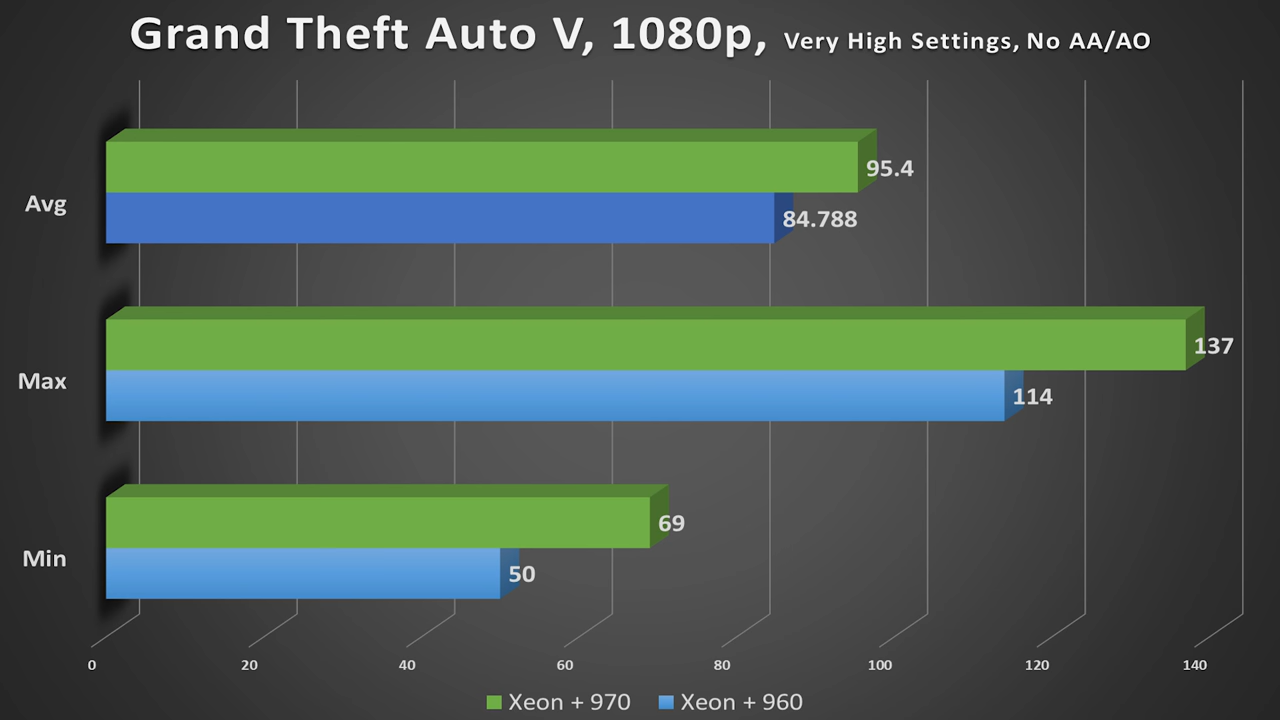 Grand Theft Auto V, 1080p, Very High Settings, No AA/AO
Avg
95.4
84.788
Max
137
114
Min
69
50
0 20 40 60 80 100 120 140
Xeon + 970 Xeon + 960